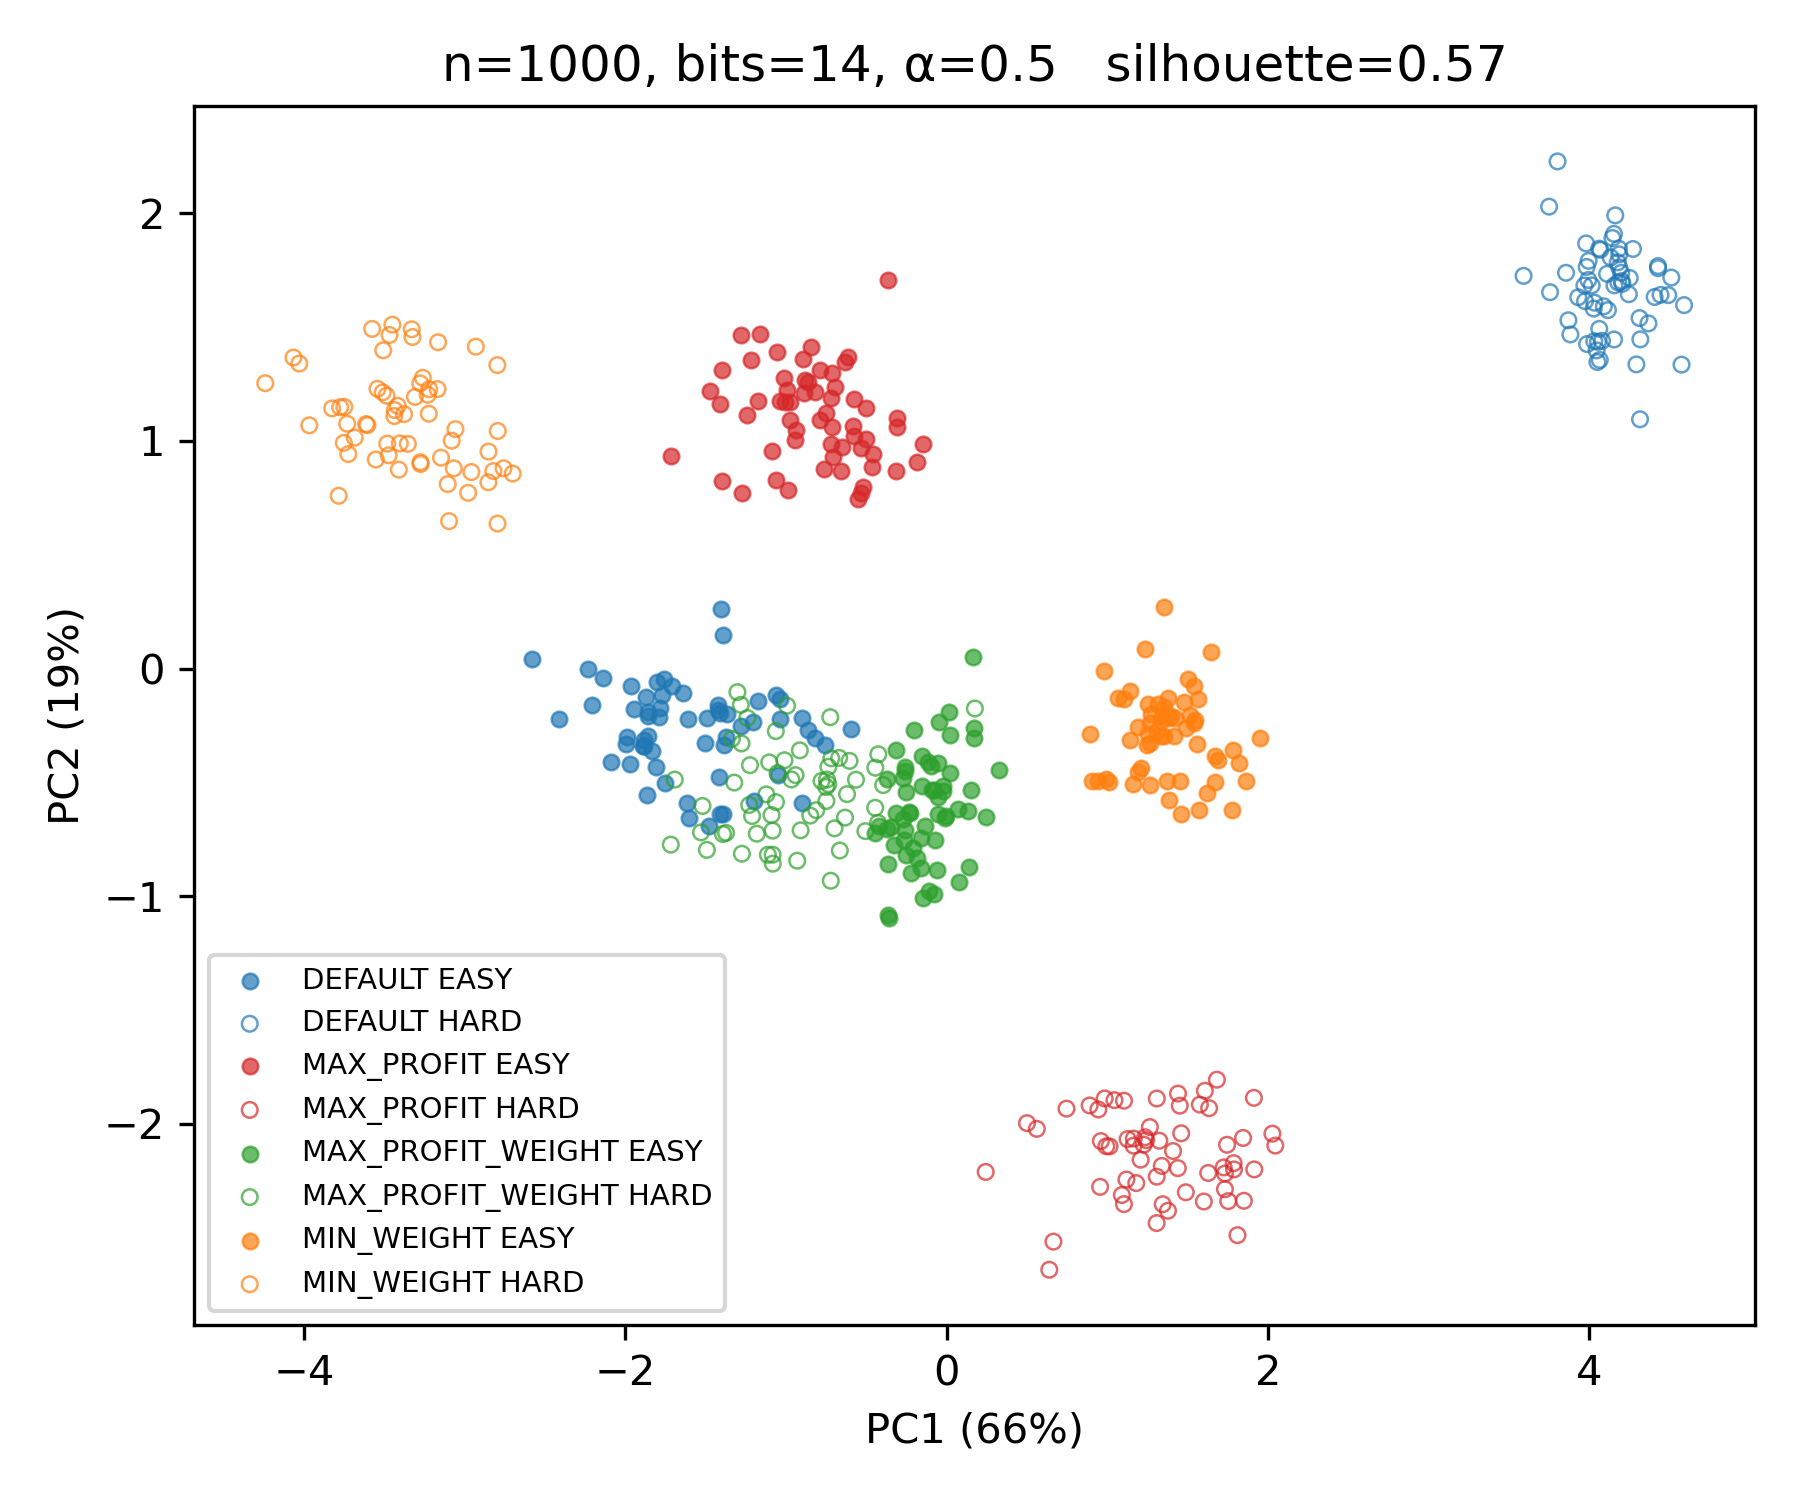 n=1000, bits=14, α=0.5   silhouette=0.57
PC2 (19%)
2
1
0
−1
−2
DEFAULT EASY
DEFAULT HARD
MAX_PROFIT EASY
MAX_PROFIT HARD
MAX_PROFIT_WEIGHT EASY
MAX_PROFIT_WEIGHT HARD
MIN_WEIGHT EASY
MIN_WEIGHT HARD
−4 −2 0 2 4
PC1 (66%)